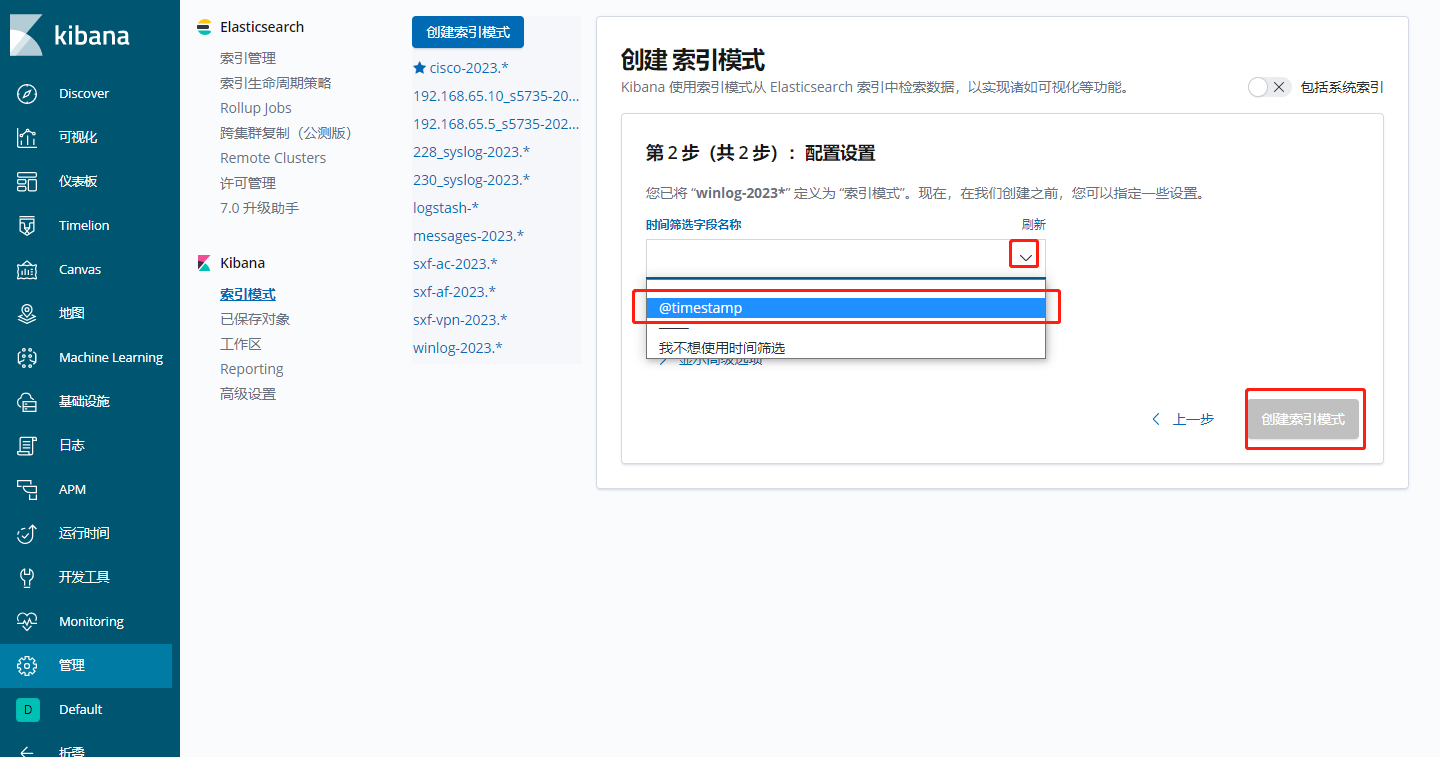 kibana
Discover
可视化
仪表板
Timelion
Canvas
地图
Machine Learning
基础设施
日志
APM
运行时间
开发工具
Monitoring
管理
D Default
折叠
Elasticsearch
索引管理
索引生命周期策略
Rollup Jobs
跨集群复制（公测版）
Remote Clusters
许可管理
7.0 升级助手
Kibana
索引模式
已保存对象
工作区
Reporting
高级设置
创建索引模式
cisco-2023.*
192.168.65.10_s5735-20...
192.168.65.5_s5735-202...
228_syslog-2023.*
230_syslog-2023.*
logstash-*
messages-2023.*
sxf-ac-2023.*
sxf-af-2023.*
sxf-vpn-2023.*
winlog-2023.*
创建 索引模式
Kibana 使用索引模式从 Elasticsearch 索引中检索数据，以实现诸如可视化等功能。
包括系统索引
第 2 步（共 2 步）：配置设置
您已将 “winlog-2023*” 定义为 “索引模式”。现在，在我们创建之前，您可以指定一些设置。
时间筛选字段名称 刷新
@timestamp
我不想使用时间筛选
显示高级选项
上一步
创建索引模式